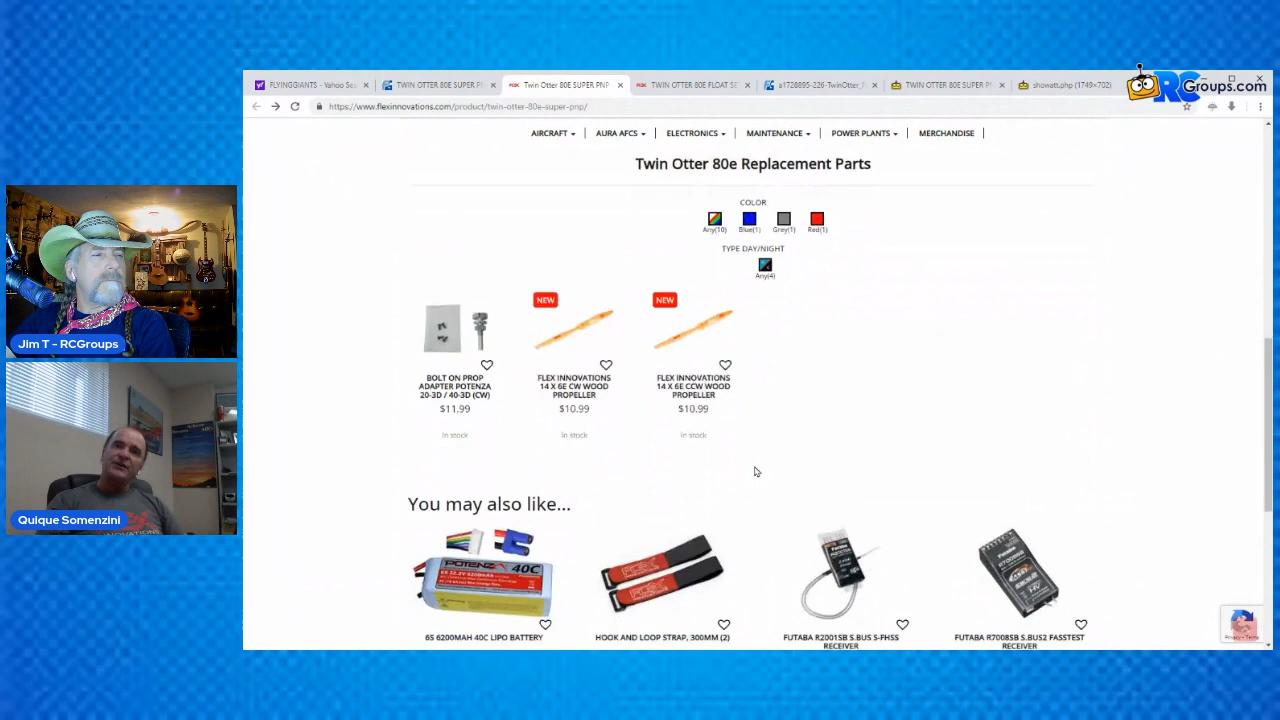 FLYINGGIANTS - Yahoo Sea
TWIN OTTER 80E SUPER P
Twin Otter 80E SUPER PNP
TWIN OTTER 80E FLOAT SE
a1728895-226-TwinOtter_
TWIN OTTER 80E SUPER P
showatt.php (1749×702)
RCGroups.com
https://www.flexinnovations.com/product/twin-otter-80e-super-pnp/
AIRCRAFT
AURA AFCS
ELECTRONICS
MAINTENANCE
POWER PLANTS
MERCHANDISE
Twin Otter 80e Replacement Parts
COLOR
Any(10)
Blue(1)
Grey(1)
Red(1)
TYPE DAY/NIGHT
Any(4)
NEW
NEW
BOLT ON PROP
ADAPTER POTENZA
20-3D / 40-3D (CW)
$11.99
In stock
FLEX INNOVATIONS
14 X 6E CW WOOD
PROPELLER
$10.99
In stock
FLEX INNOVATIONS
14 X 6E CCW WOOD
PROPELLER
$10.99
In stock
You may also like...
POTENZA 40C
6S 6200MAH 40C LIPO BATTERY
HOOK AND LOOP STRAP, 300MM (2)
FUTABA R2001SB S.BUS S-FHSS
RECEIVER
FUTABA R7008SB S.BUS2 FASSTEST
RECEIVER
Privacy - Terms
Jim T - RCGroups
Quique Somenzini